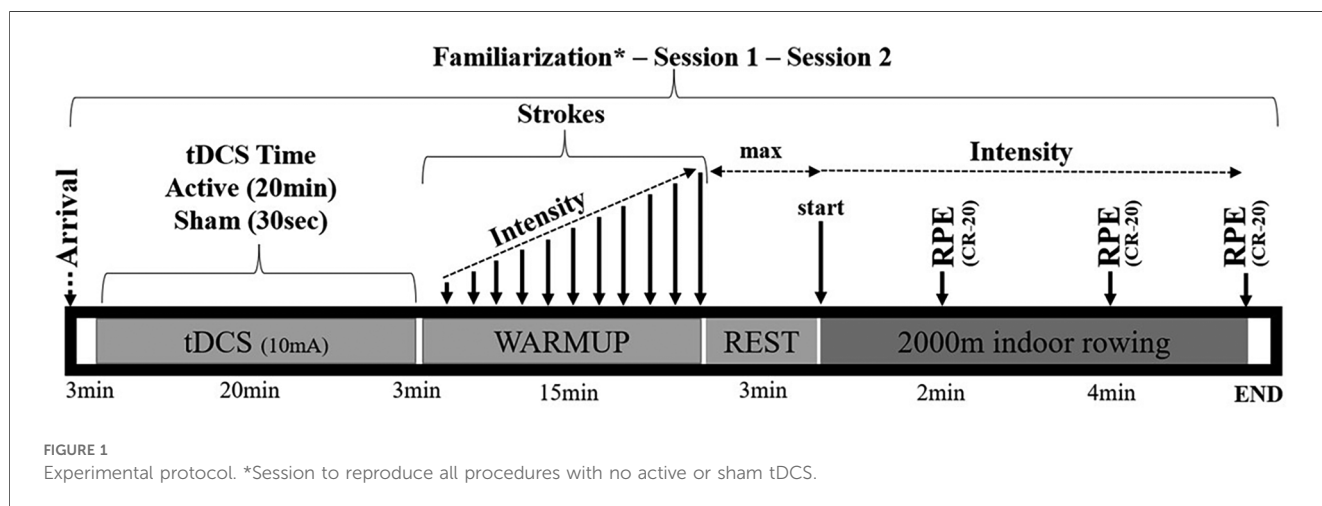 Familiarization* – Session 1 – Session 2
Strokes
tDCS Time
Active (20min)
Sham (30sec)
Arrival
Intensity
max
Intensity
start
RPE
(CR-20)
RPE
(CR-20)
RPE
(CR-20)
tDCS (10mA)
WARMUP
REST
2000m indoor rowing
3min
20min
3min
15min
3min
2min
4min
END
FIGURE 1
Experimental protocol. *Session to reproduce all procedures with no active or sham tDCS.